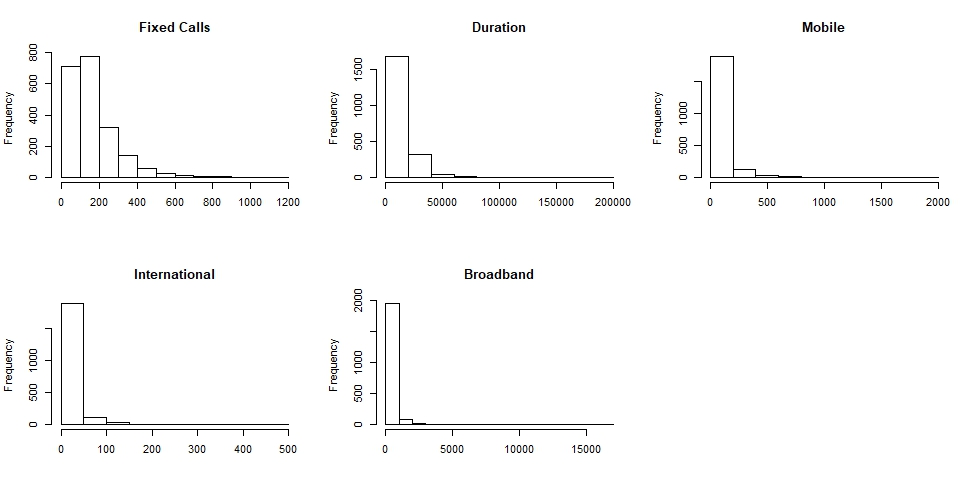 Fixed Calls
Frequency
0 200 400 600 800
0 200 400 600 800 1000 1200
Duration
Frequency
0 500 1000 1500
0 50000 100000 150000 200000
Mobile
Frequency
0 500 1000
0 500 1000 1500 2000
International
Frequency
0 500 1000
0 100 200 300 400 500
Broadband
Frequency
0 500 1000 2000
0 5000 10000 15000